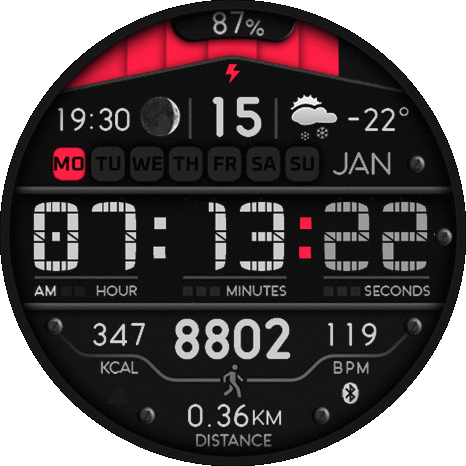 87%
19:30 15 -22°
MO TU WE TH FR SA SU JAN
07: 13:22
AM HOUR MINUTES SECONDS
347 8802 119
KCAL BPM
0.36KM
DISTANCE